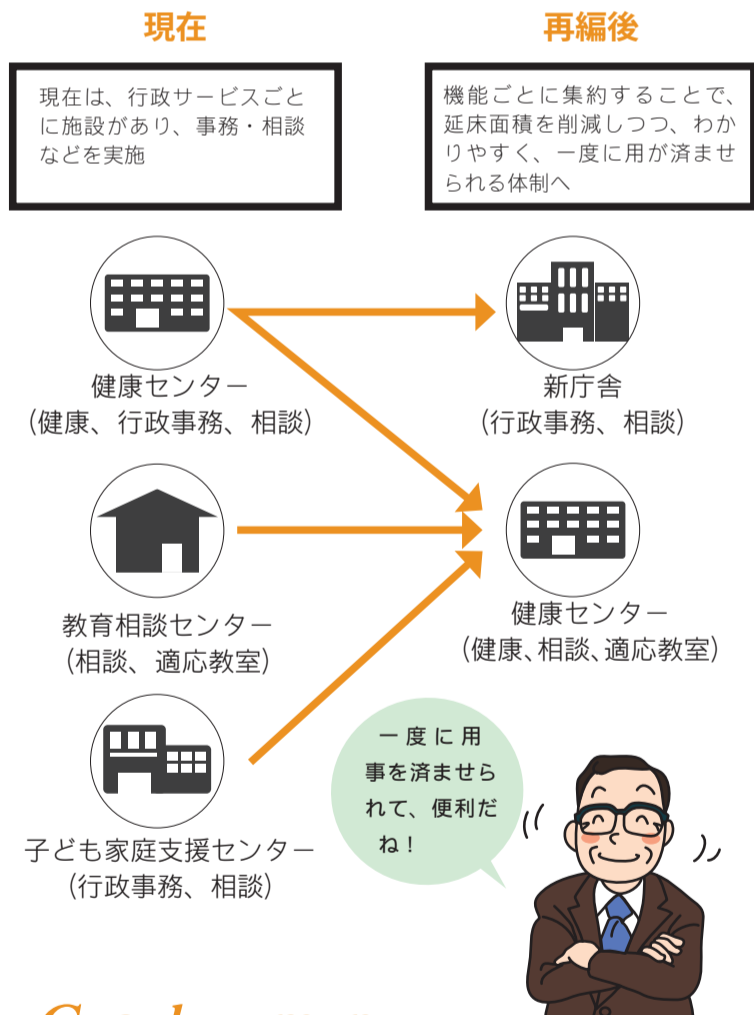 現在
再編後
現在は、行政サービスごと
に施設があり、事務・相談
などを実施
機能ごとに集約することで、
延床面積を削減しつつ、わか
りやすく、一度に用が済ませ
られる体制へ
健康センター
(健康、行政事務、相談)
新庁舎
(行政事務、相談)
教育相談センター
(相談、適応教室)
健康センター
(健康、相談、適応教室)
子ども家庭支援センター
(行政事務、相談)
一度に用
事を済ませら
れて、便利だ
ね！